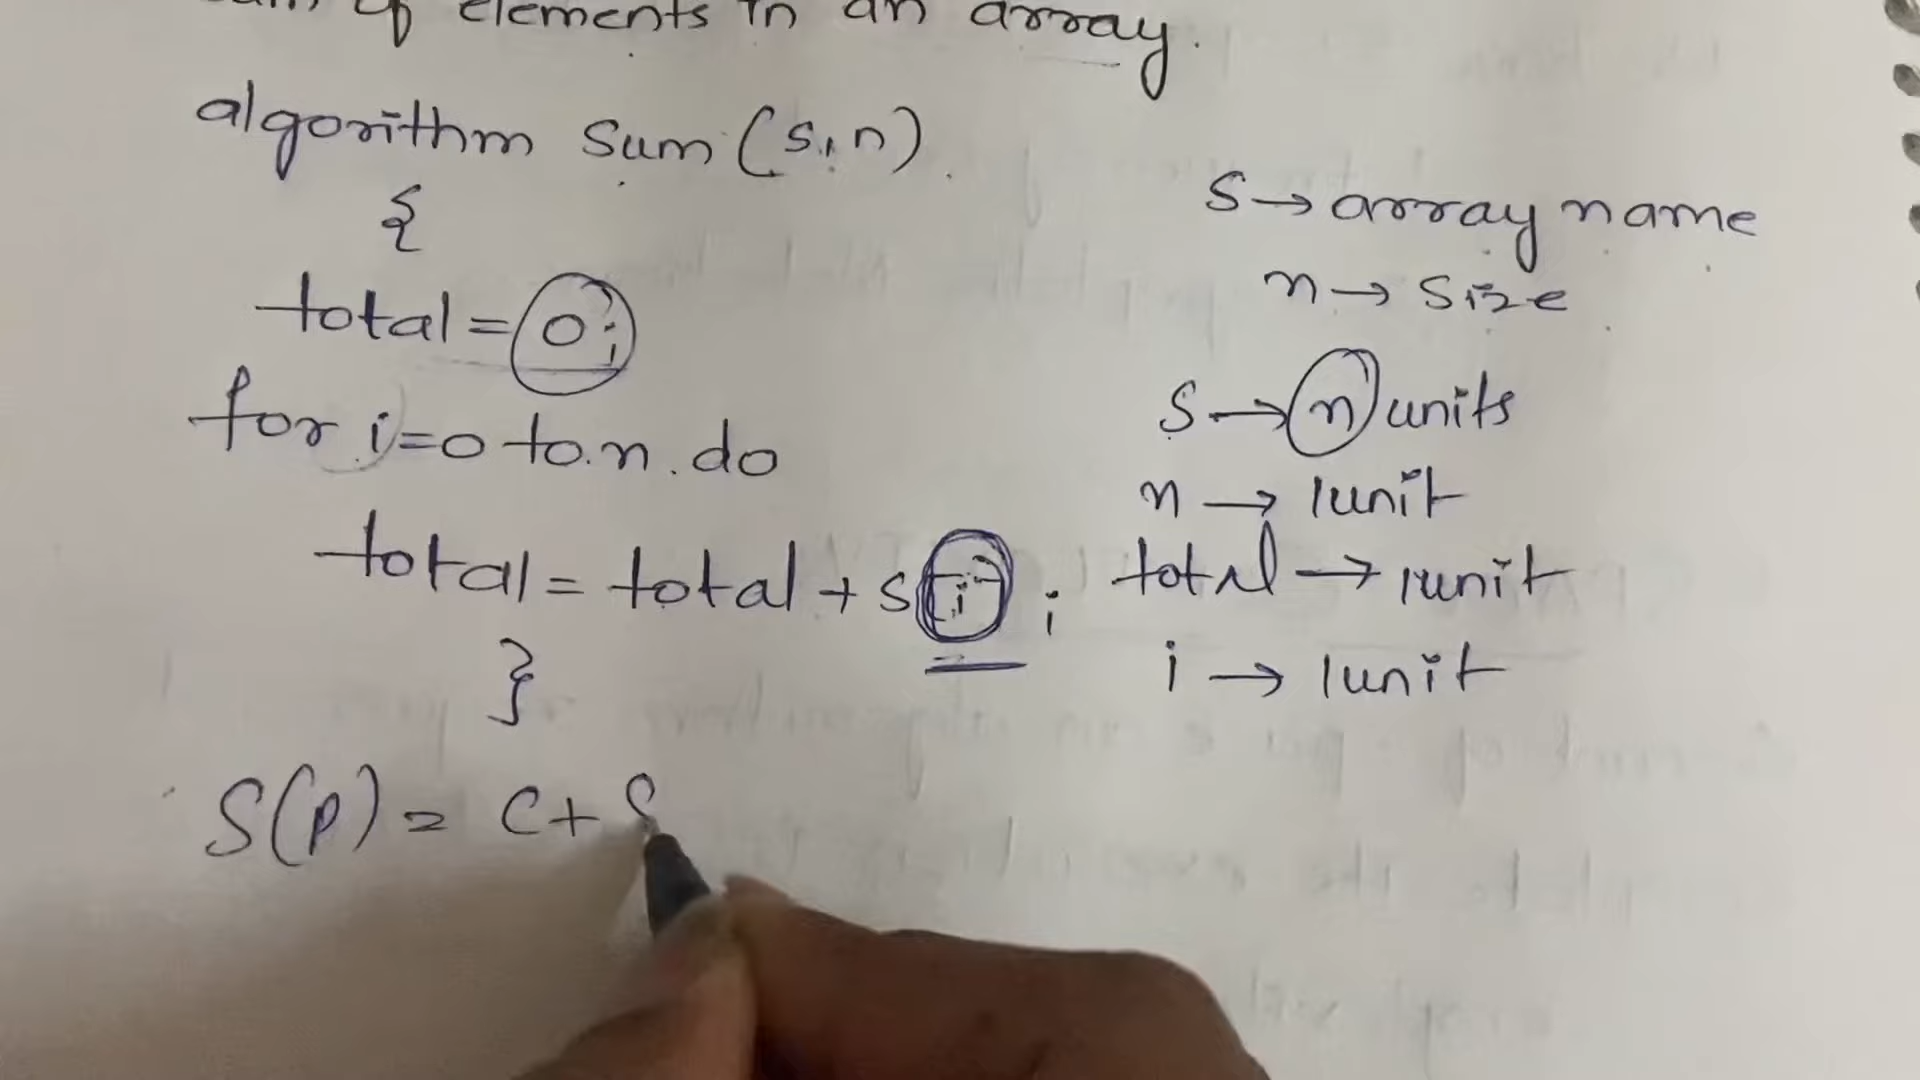 of elements in an array.
algorithm sum (s,n)
{
total = 0;
for i=0 to n do
total = total + s[i];
}
S(P) = C+ S
s → array name
n → size
s → n units
n → 1unit
total → 1unit
i → 1unit